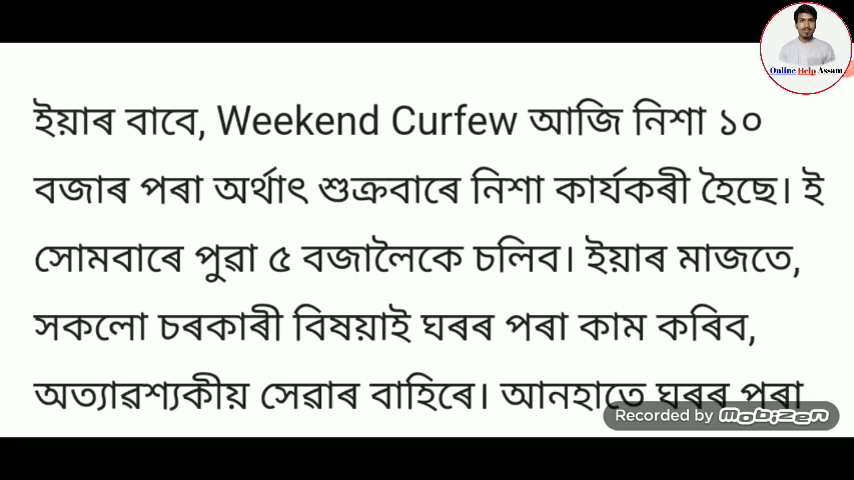 Online Help Assam
ইয়াৰ বাবে, Weekend Curfew আজি নিশা ১০
বজাৰ পৰা অৰ্থাৎ শুক্রবাৰে নিশা কাৰ্যকৰী হৈছে। ই
সোমবাৰে পুৱা ৫ বজালৈকে চলিব। ইয়াৰ মাজতে,
সকলো চৰকাৰী বিষয়াই ঘৰৰ পৰা কাম কৰিব,
অত্যাৱশ্যকীয় সেৱাৰ বাহিৰে। আনহাতে ঘৰৰ পৰা
Recorded by mobizen